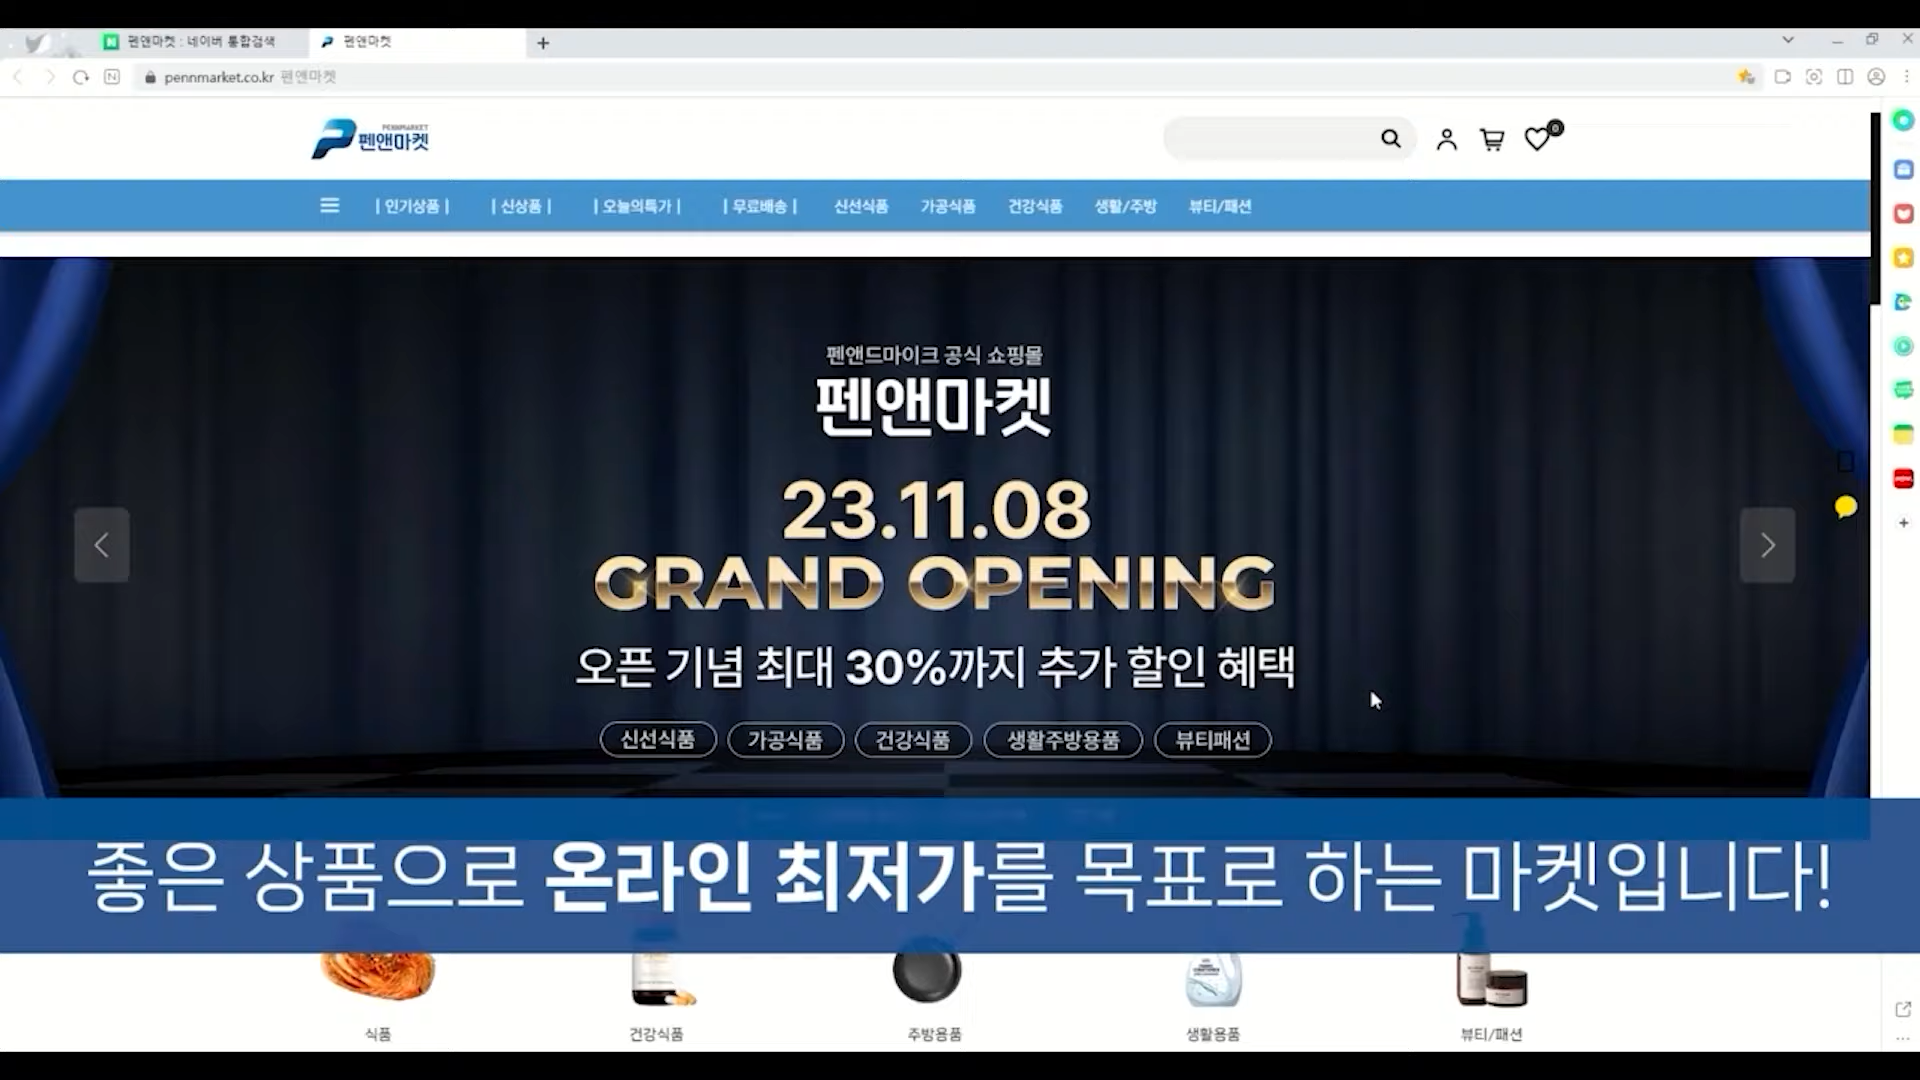 펜앤마켓 : 네이버 통합검색
펜앤마켓
pennmarket.co.kr 펜앤마켓
PENNMARKET
펜앤마켓
0
| 인기상품 |
| 신상품 |
| 오늘의특가 |
| 무료배송 |
신선식품
가공식품
건강식품
생활/주방
뷰티/패션
펜앤드마이크 공식 쇼핑몰
펜앤마켓
23.11.08
GRAND OPENING
오픈 기념 최대 30%까지 추가 할인 혜택
신선식품
가공식품
건강식품
생활주방용품
뷰티패션
좋은 상품으로 온라인 최저가를 목표로 하는 마켓입니다!
식품
건강식품
주방용품
생활용품
뷰티/패션